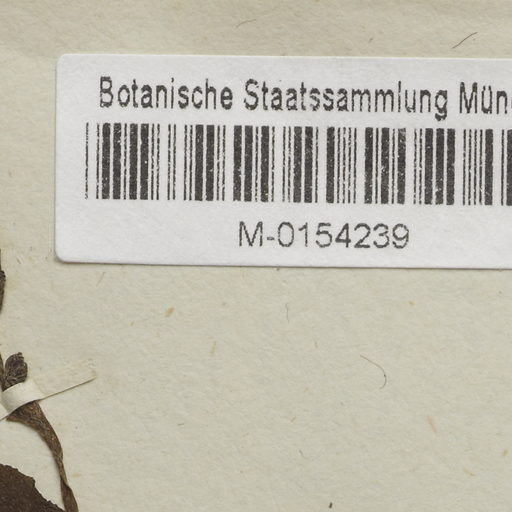 Botanische Staatssammlung Mün
M-0154239